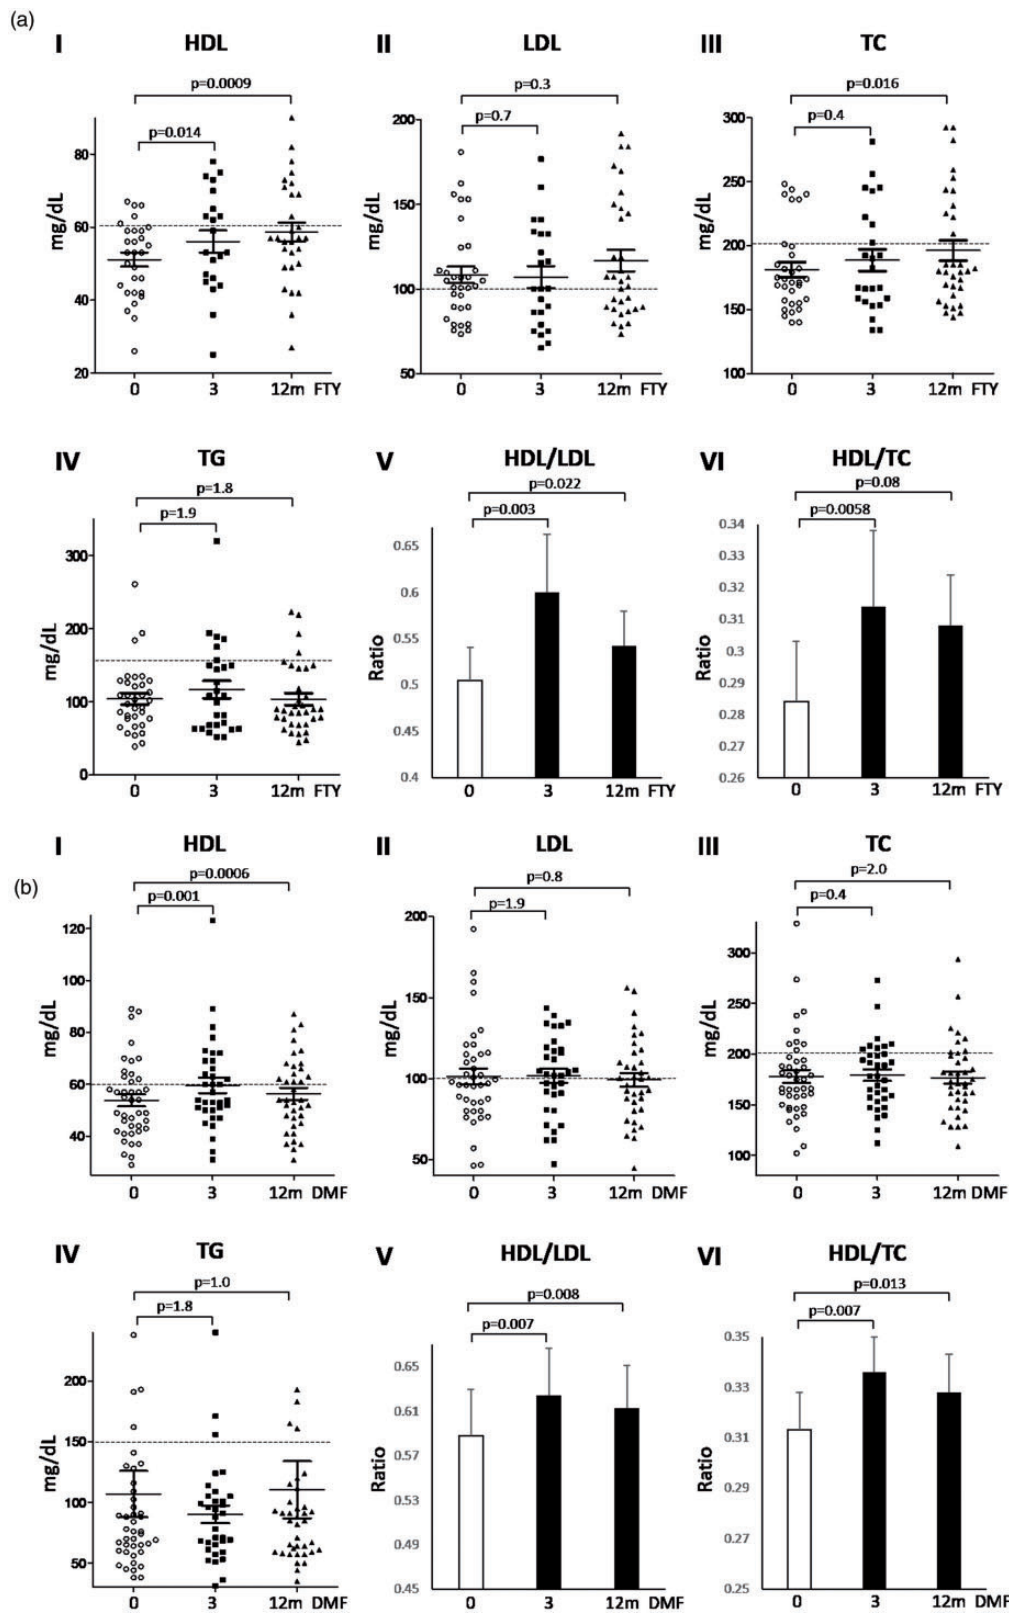 (a)
I HDL II LDL III TC
p=0.0009 p=0.3 p=0.016
p=0.014 p=0.7 p=0.4
mg/dL 80 60 40 20
0 3 12m FTY
mg/dL 200 150 100 50
0 3 12m FTY
mg/dL 300 250 200 150 100
0 3 12m FTY
IV TG V HDL/LDL VI HDL/TC
p=1.8 p=0.022 p=0.08
p=1.9 p=0.003 p=0.0058
mg/dL 300 200 100 0
0 3 12m FTY
Ratio 0.65 0.6 0.55 0.5 0.45 0.4
0 3 12m FTY
Ratio 0.34 0.33 0.32 0.31 0.3 0.29 0.28 0.27 0.26
0 3 12m FTY
(b)
I HDL II LDL III TC
p=0.0006 p=0.8 p=2.0
p=0.001 p=1.9 p=0.4
mg/dL 120 100 80 60 40
0 3 12m DMF
mg/dL 200 150 100 50
0 3 12m DMF
mg/dL 300 250 200 150 100
0 3 12m DMF
IV TG V HDL/LDL VI HDL/TC
p=1.0 p=0.008 p=0.013
p=1.8 p=0.007 p=0.007
mg/dL 200 150 100 50
0 3 12m DMF
Ratio 0.65 0.61 0.57 0.53 0.49 0.45
0 3 12m DMF
Ratio 0.35 0.33 0.31 0.29 0.27 0.25
0 3 12m DMF